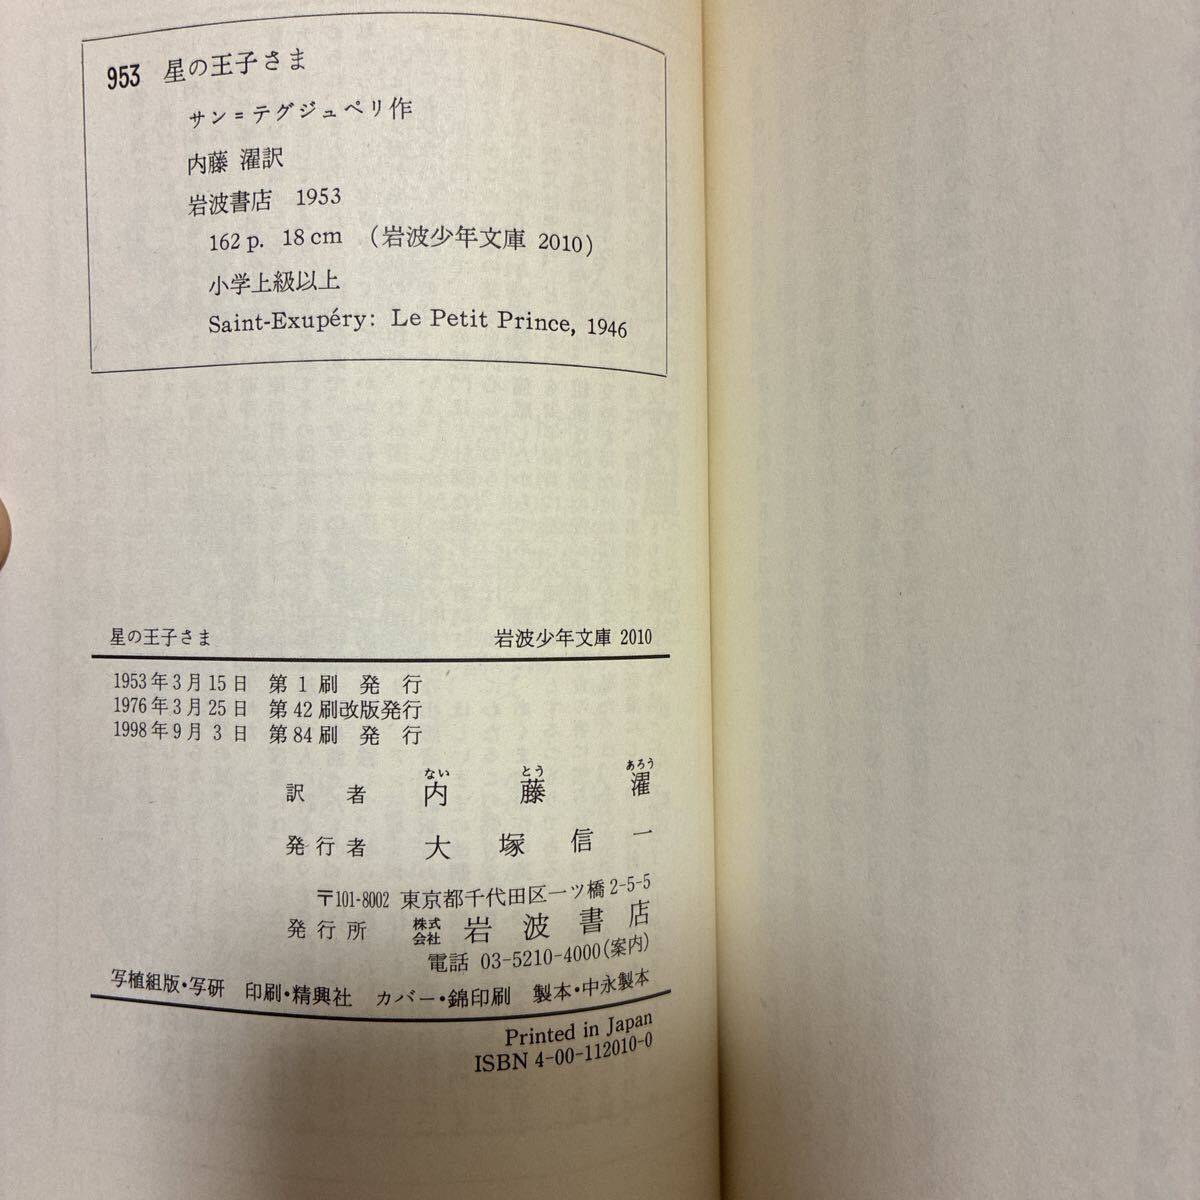 953 星の王子さま
サン=テグジュペリ作
内藤 濯訳
岩波書店 1953
162 p. 18 cm (岩波少年文庫 2010)
小学上級以上
Saint-Exupéry: Le Petit Prince, 1946
星の王子さま 岩波少年文庫 2010
1953年3月15日 第1刷発行
1976年3月25日 第42刷改版発行
1998年9月3日 第84刷発行
ない とう あろう
訳者 内藤濯
発行者 大塚信一
〒101-8002 東京都千代田区一ツ橋2-5-5
発行所 株式会社 岩波書店
電話 03-5210-4000(案内)
写植組版・写研 印刷・精興社 カバー・錦印刷 製本・中永製本
Printed in Japan
ISBN 4-00-112010-0